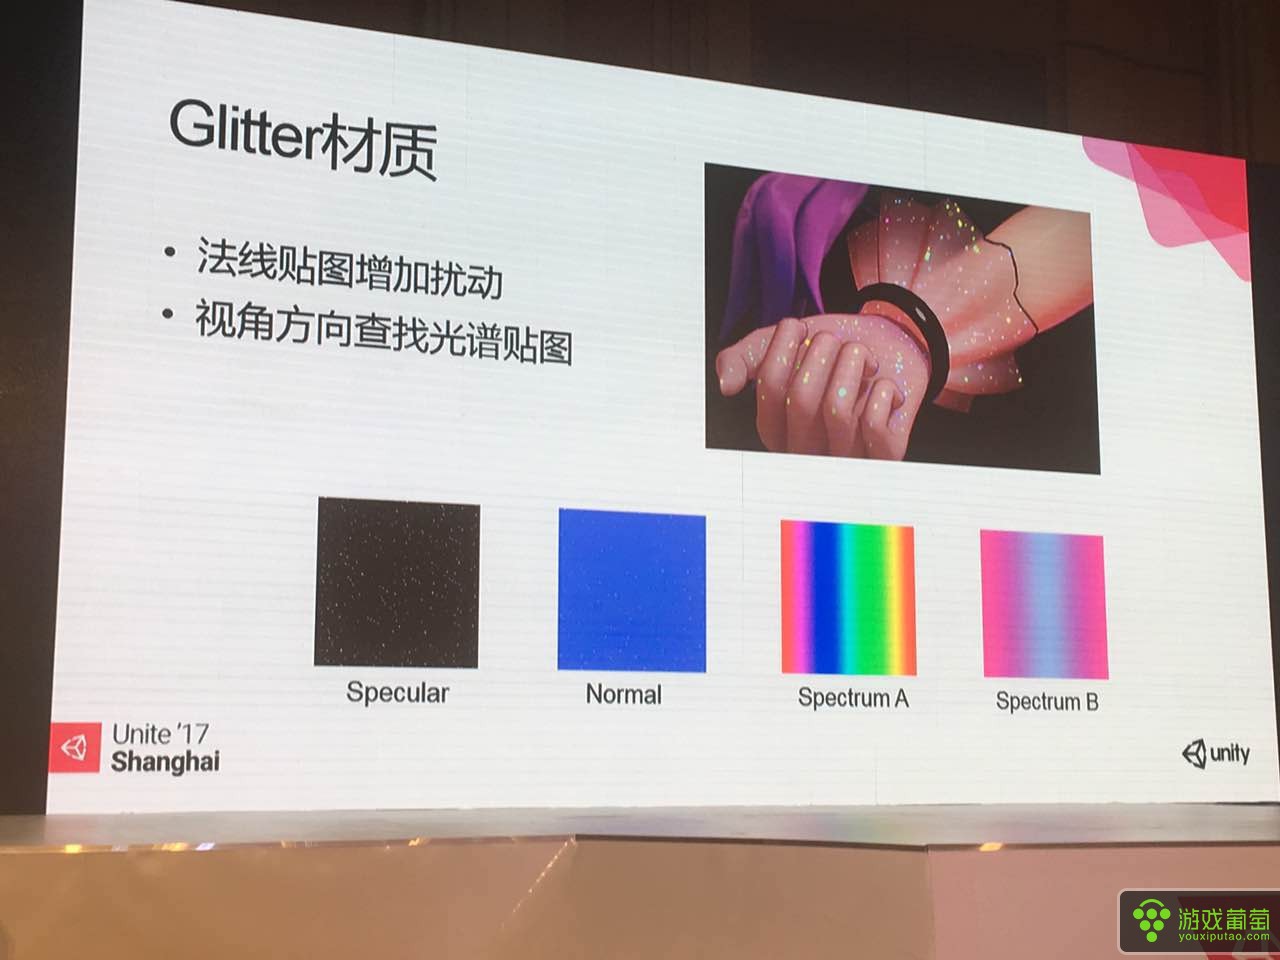 Glitter材质
• 法线贴图增加扰动
• 视角方向查找光谱贴图
Specular
Normal
Spectrum A
Spectrum B
Unite '17
Shanghai
unity
游戏葡萄
youxiputao.com